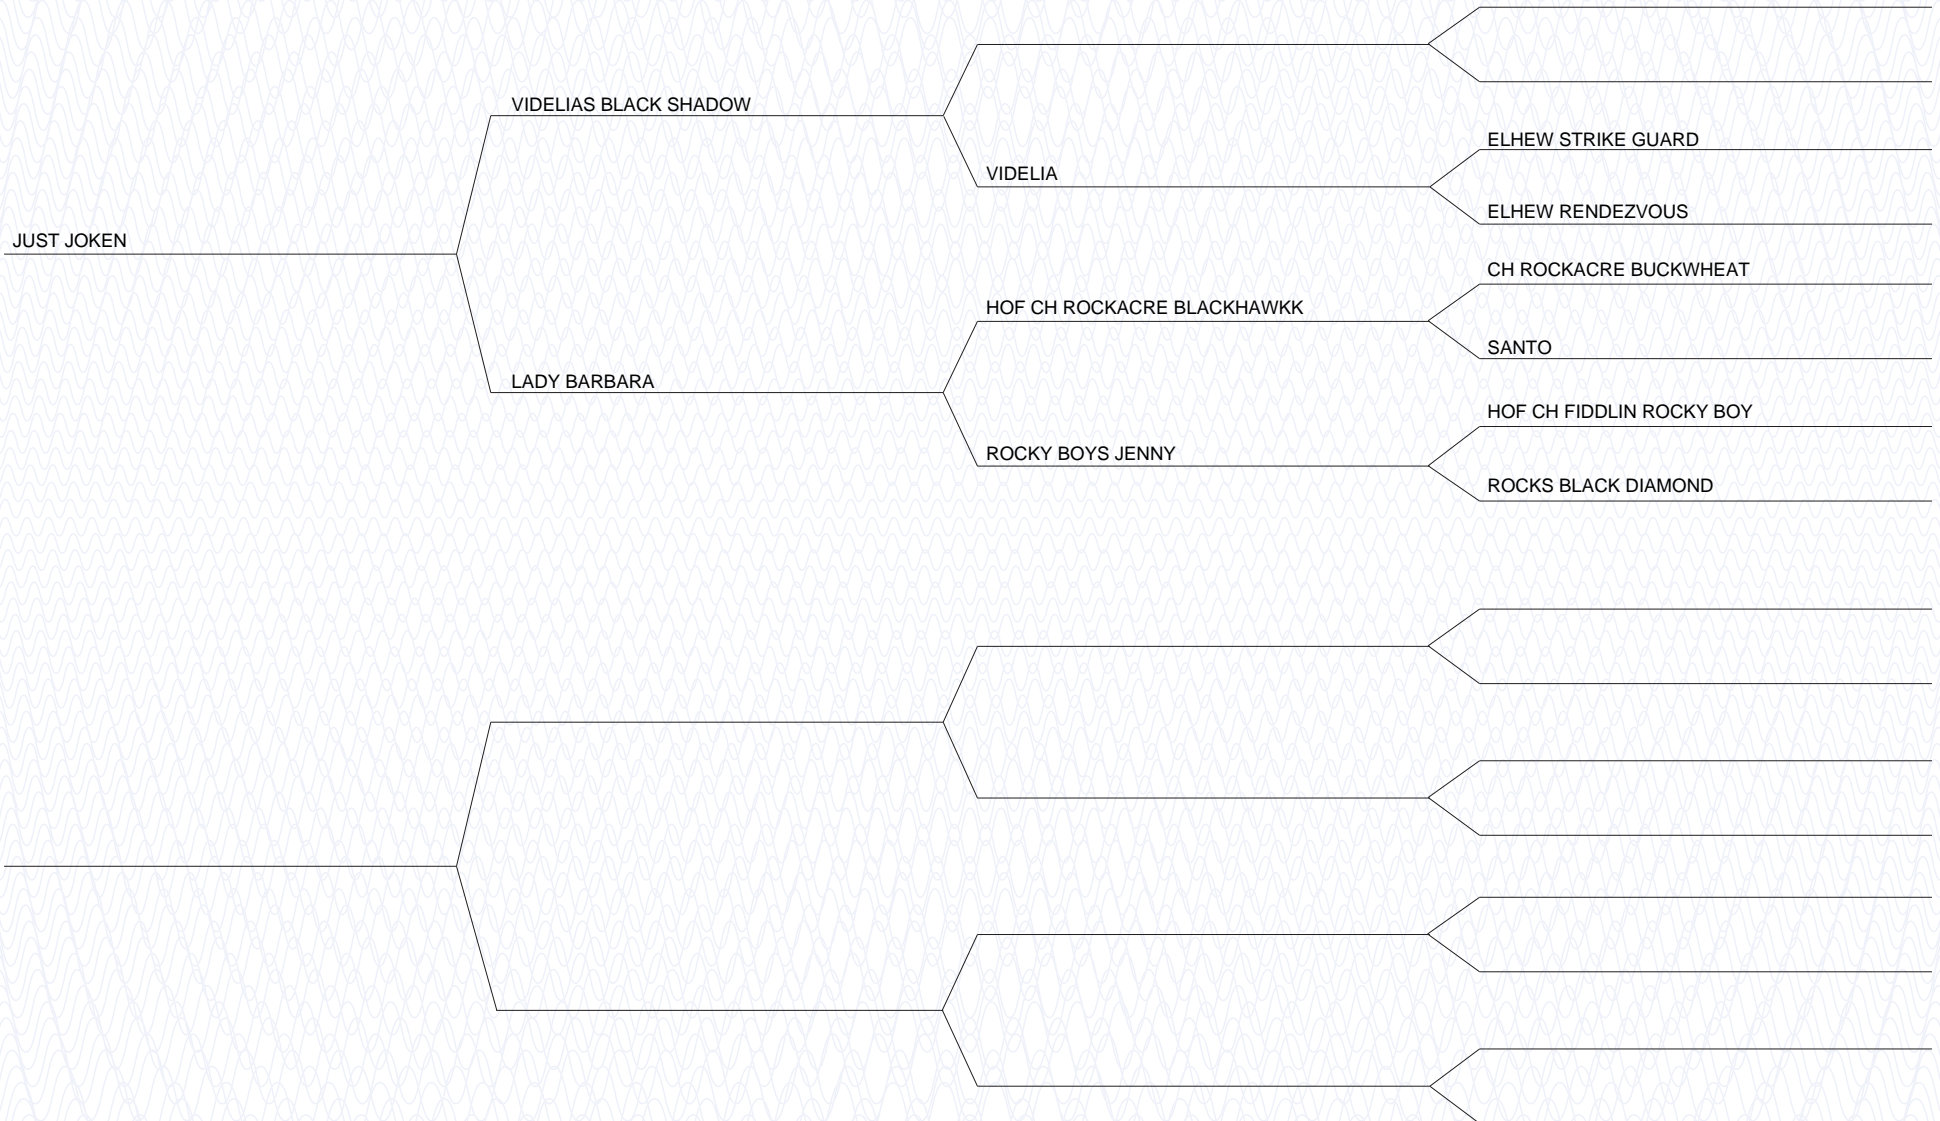 VIDELIAS BLACK SHADOW
ELHEW STRIKE GUARD
VIDELIA
ELHEW RENDEZVOUS
JUST JOKEN
CH ROCKACRE BUCKWHEAT
HOF CH ROCKACRE BLACKHAWKK
SANTO
LADY BARBARA
HOF CH FIDDLIN ROCKY BOY
ROCKY BOYS JENNY
ROCKS BLACK DIAMOND